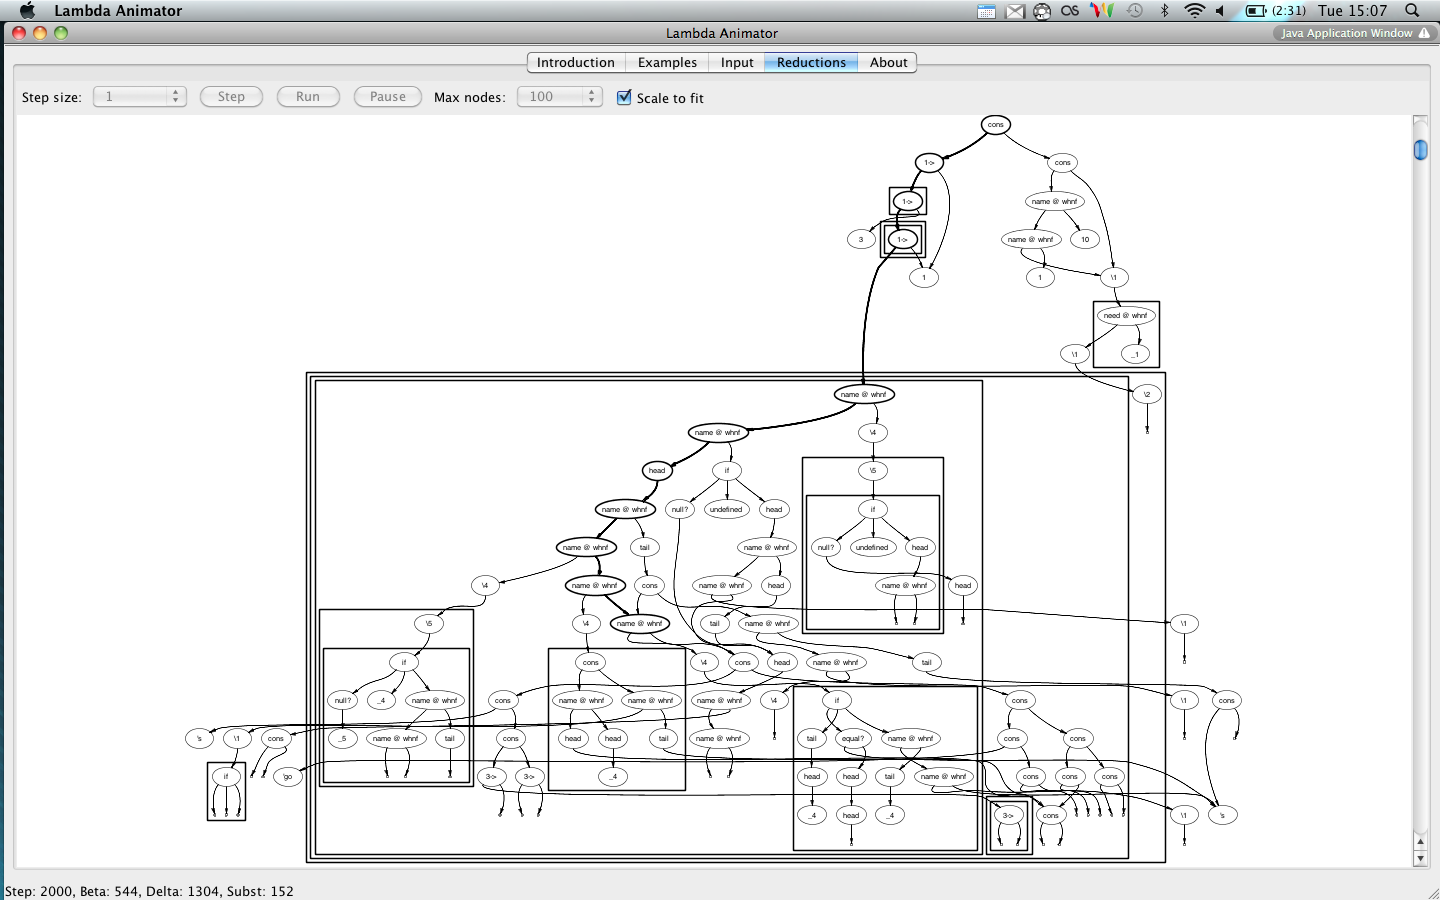 Lambda Animator
(2:31) Tue 15:07
Lambda Animator
Java Application Window
Introduction Examples Input Reductions About
Step size: 1 Step Run Pause Max nodes: 100 Scale to fit
cons
1-> cons
1-> name @ whnf
3 1-> name @ whnf 10
1 1 \1
need @ whnf
\1 _1
name @ whnf \2
name @ whnf \4
head if \5
name @ whnf null? undefined head if
name @ whnf tail name @ whnf null? undefined head
\4 name @ whnf cons name @ whnf head name @ whnf head
\5 \4 name @ whnf tail name @ whnf \1
if cons \4 cons head name @ whnf tail
null? _4 name @ whnf cons name @ whnf name @ whnf name @ whnf \4 if cons \1 cons
's \1 cons _5 name @ whnf tail cons head head tail name @ whnf tail equal? name @ whnf cons cons
if 'go 3-> 3-> _4 head head tail name @ whnf cons cons cons
_4 head _4 3-> cons \1 's
Step: 2000, Beta: 544, Delta: 1304, Subst: 152